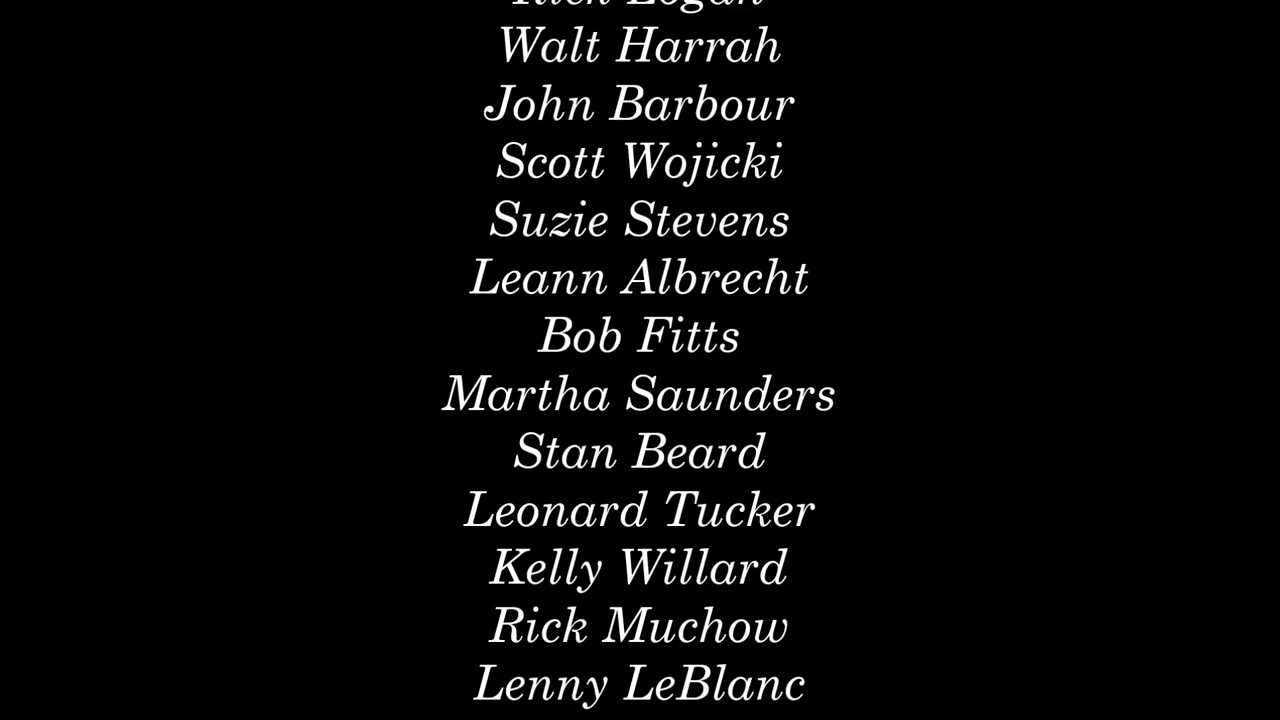 Logan
Walt Harrah
John Barbour
Scott Wojicki
Suzie Stevens
Leann Albrecht
Bob Fitts
Martha Saunders
Stan Beard
Leonard Tucker
Kelly Willard
Rick Muchow
Lenny LeBlanc